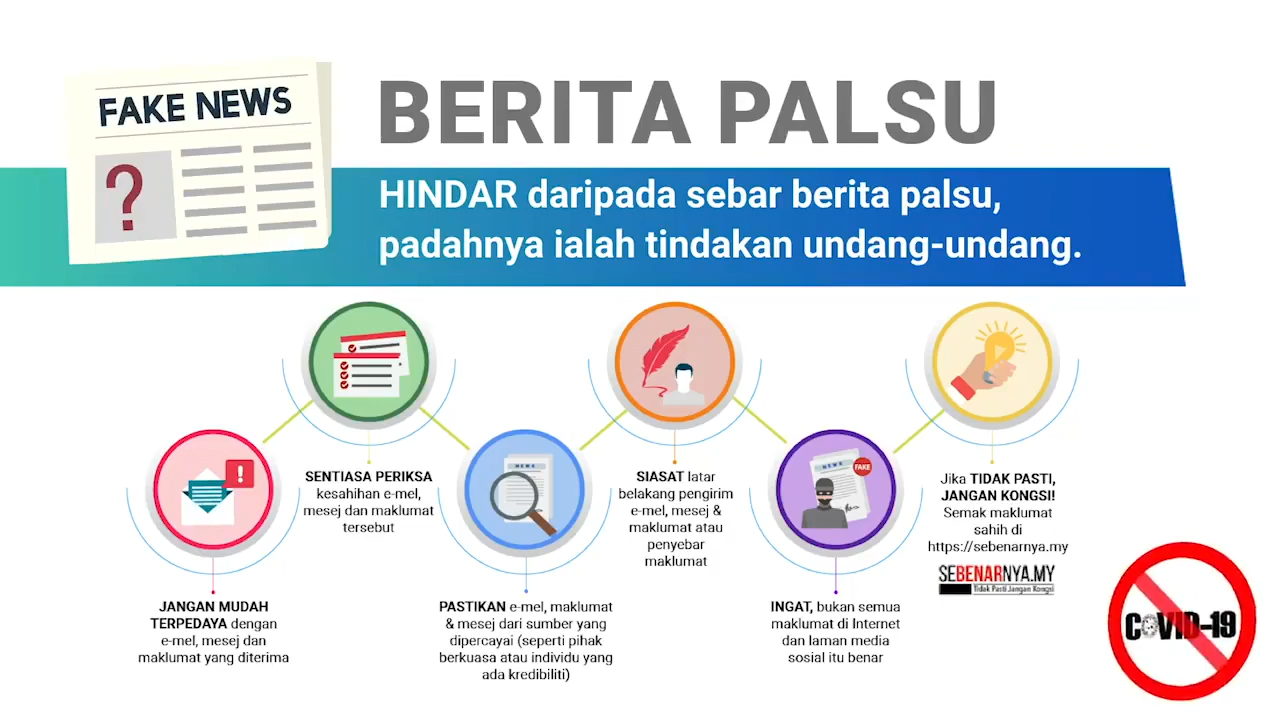 FAKE NEWS
?
BERITA PALSU
HINDAR daripada sebar berita palsu,
padahnya ialah tindakan undang-undang.
!
JANGAN MUDAH
TERPEDAYA dengan
e-mel, mesej dan
maklumat yang diterima
SENTIASA PERIKSA
kesahihan e-mel,
mesej dan maklumat
tersebut
NEWS
PASTIKAN e-mel, maklumat
& mesej dari sumber yang
dipercayai (seperti pihak
berkuasa atau individu yang
ada kredibiliti)
SIASAT latar
belakang pengirim
e-mel, mesej &
maklumat atau
penyebar
maklumat
NEWS
FAKE
INGAT, bukan semua
maklumat di Internet
dan laman media
sosial itu benar
Jika TIDAK PASTI,
JANGAN KONGSI!
Semak maklumat
sahih di
https://sebenarnya.my
SEBENARNYA.MY
Tidak Pasti Jangan Kongsi
COVID-19